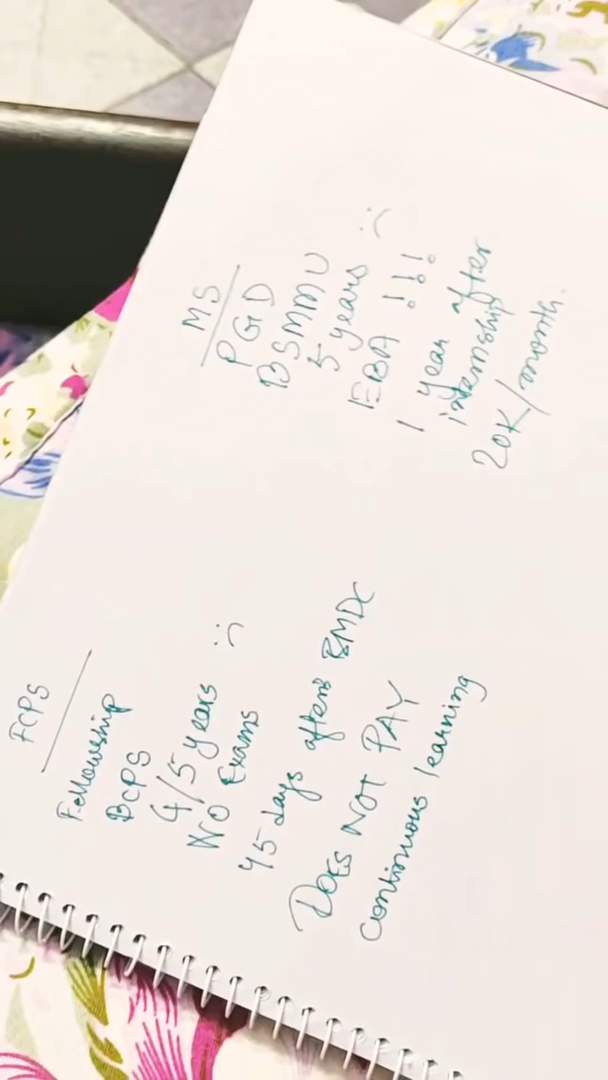 FCPS
Fellowship
BCPS
4/5 years :)
NO Exams
45 days after BMDC
Does NOT PAY
continuous learning
MS
PGD
BSMMU
5 years :(
EBA !!!
1 year after
internship
20K/month.